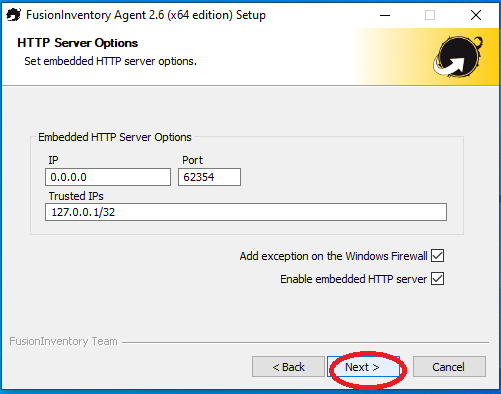 FusionInventory Agent 2.6 (x64 edition) Setup
HTTP Server Options
Set embedded HTTP server options.
Embedded HTTP Server Options
IP Port
0.0.0.0 62354
Trusted IPs
127.0.0.1/32
Add exception on the Windows Firewall
Enable embedded HTTP server
FusionInventory Team
< Back Next > Cancel